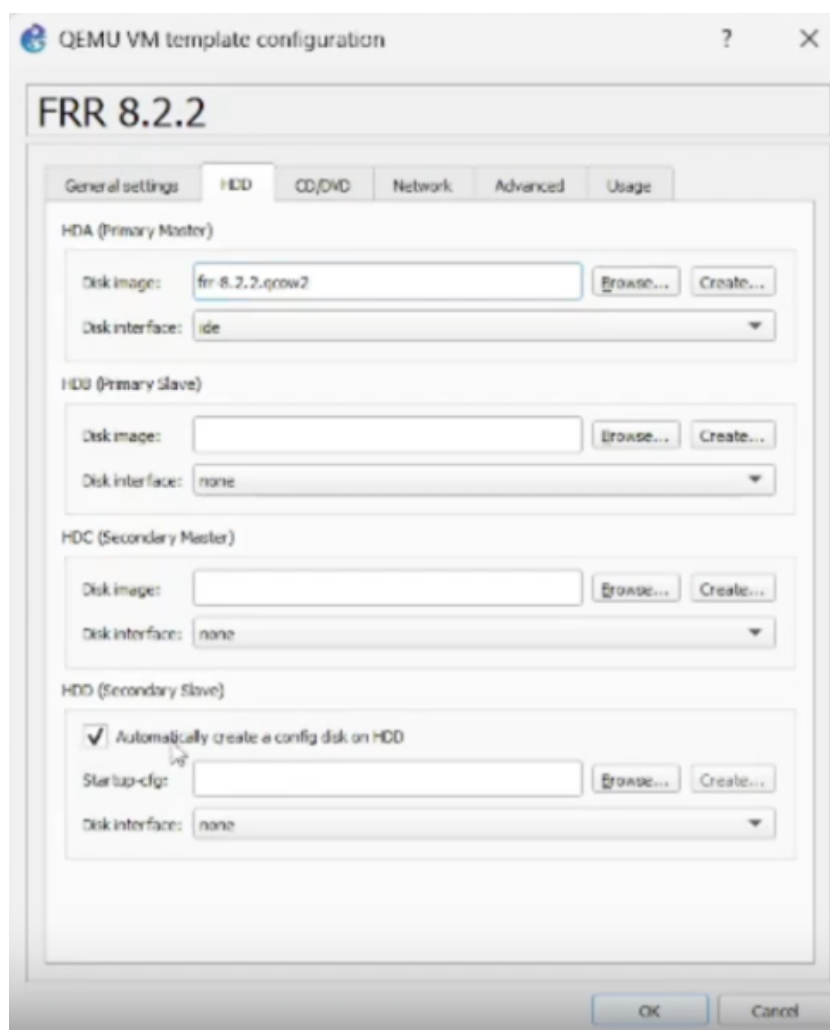 QEMU VM template configuration ? ×
FRR 8.2.2
General settings HDD CD/DVD Network Advanced Usage
HDA (Primary Master)
Disk image: frr-8.2.2.qcow2 Browse... Create...
Disk interface: ide
HDB (Primary Slave)
Disk image: Browse... Create...
Disk interface: none
HDC (Secondary Master)
Disk image: Browse... Create...
Disk interface: none
HDD (Secondary Slave)
Automatically create a config disk on HDD
Startup-cfg: Browse... Create...
Disk interface: none
OK Cancel